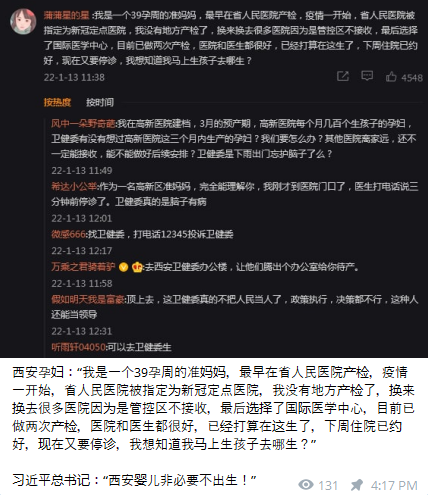 蒲蒲星的星 :我是一个39孕周的准妈妈，最早在省人民医院产检，疫情一开始，省人民医院被
指定为新冠定点医院，我没有地方产检了，换来换去很多医院因为是管控区不接收，最后选择
了国际医学中心，目前已做两次产检，医院和医生都很好，已经打算在这生了，下周住院已约
好，现在又要停诊，我想知道我马上生孩子去哪生？
22-1-13 11:38
4548
按热度 按时间
风中一朵野奇葩:我在高新医院建档，3月的预产期，高新医院每个月几百个生孩子的孕妇，
卫健委有没有想过高新医院这三个月内生产的孕妇？我们要怎么办？其他医院离家远，还不
一定能接收，能不能做好后续安排？卫健委是下雨出门忘护脑子了么？
22-1-13 11:49
希达小公举:作为一名高新区准妈妈，完全能理解你，我刚才到医院门口了，医生打电话说三
分钟前停诊了。卫健委真的是脑子有病
22-1-13 12:01
微感666:找卫健委，打电话12345投诉卫健委
22-1-13 12:17
万乘之君骑着驴 :去西安卫健委办公楼，让他们腾出个办公室给你待产。
22-1-13 11:58
假如明天我是富豪:顶上去，这卫健委真的不把人民当人了，政策执行，决策都不行，这种人
还能当领导
22-1-13 12:31
听雨轩04050:可以去卫健委生
西安孕妇：“我是一个39孕周的准妈妈，最早在省人民医院产检，疫情
一开始，省人民医院被指定为新冠定点医院，我没有地方产检了，换来
换去很多医院因为是管控区不接收，最后选择了国际医学中心，目前已
做两次产检，医院和医生都很好，已经打算在这生了，下周住院已约
好，现在又要停诊，我想知道我马上生孩子去哪生？”
习近平总书记：“西安婴儿非必要不出生！”
131 4:17 PM